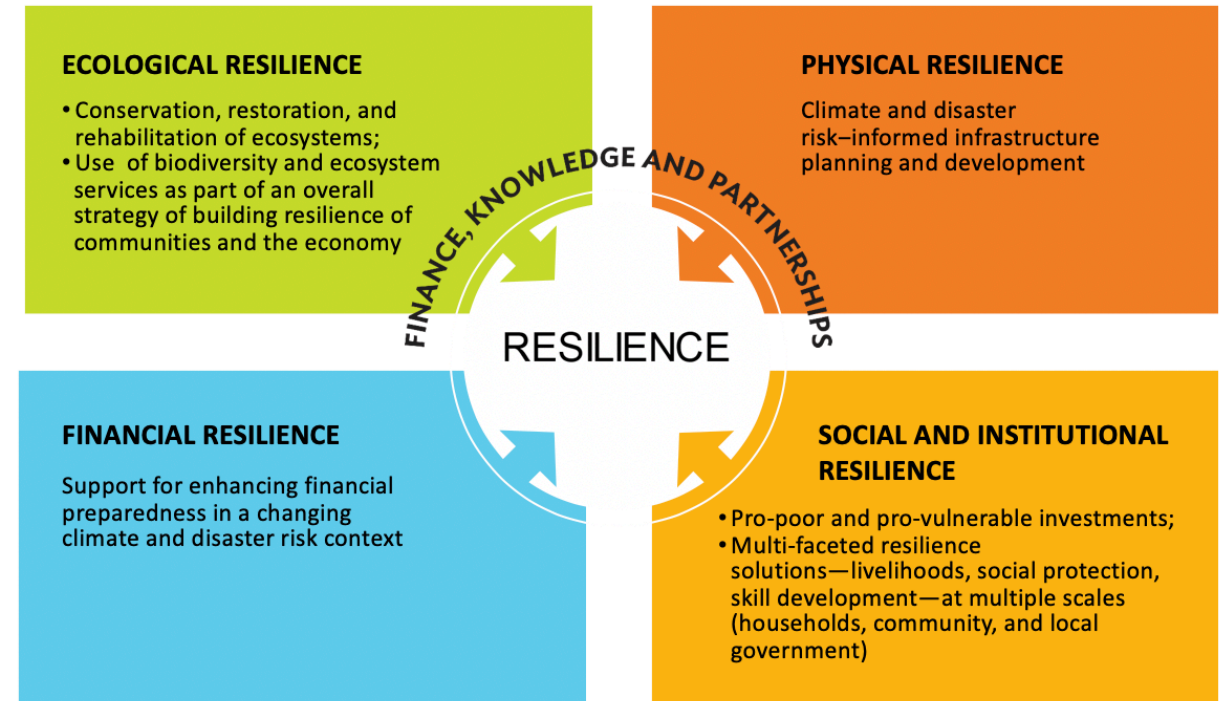 ECOLOGICAL RESILIENCE
• Conservation, restoration, and
rehabilitation of ecosystems;
• Use of biodiversity and ecosystem
services as part of an overall
strategy of building resilience of
communities and the economy
PHYSICAL RESILIENCE
Climate and disaster
risk–informed infrastructure
planning and development
FINANCE, KNOWLEDGE AND PARTNERSHIPS
RESILIENCE
FINANCIAL RESILIENCE
Support for enhancing financial
preparedness in a changing
climate and disaster risk context
SOCIAL AND INSTITUTIONAL
RESILIENCE
• Pro-poor and pro-vulnerable investments;
• Multi-faceted resilience
solutions—livelihoods, social protection,
skill development—at multiple scales
(households, community, and local
government)